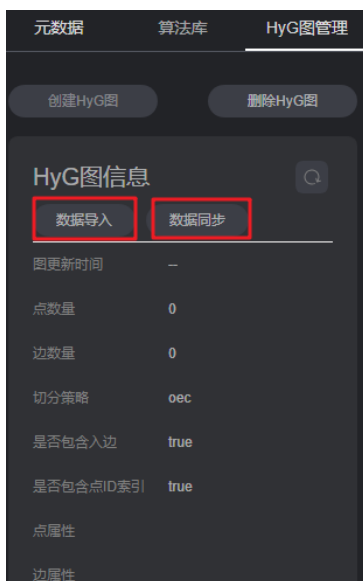 元数据 算法库 HyG图管理
创建HyG图 删除HyG图
HyG图信息
数据导入 数据同步
图更新时间 --
点数量 0
边数量 0
切分策略 oec
是否包含入边 true
是否包含点ID索引 true
点属性
边属性